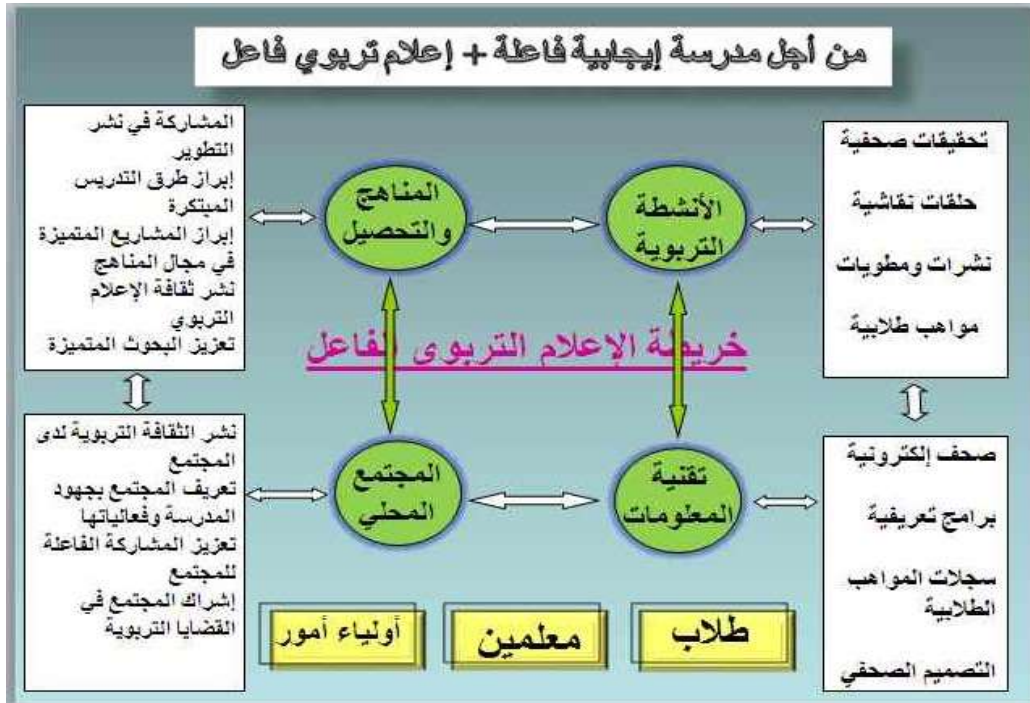 من أجل مدرسة إيجابية فاعلة + إعلام تربوي فاعل
تحقيقات صحفية
حلقات نقاشية
نشرات ومطويات
مواهب طلابية
الأنشطة
التربوية
المناهج
والتحصيل
المشاركة في نشر
التطوير
إبراز طرق التدريس
المبتكرة
إبراز المشاريع المتميزة
في مجال المناهج
نشر ثقافة الإعلام
التربوي
تعزيز البحوث المتميزة
خريطة الإعلام التربوى الفاعل
صحف إلكترونية
برامج تعريفية
سجلات المواهب
الطلابية
التصميم الصحفي
تقنية
المعلومات
المجتمع
المحلي
نشر الثقافة التربوية لدى
المجتمع
تعريف المجتمع بجهود
المدرسة وفعالياتها
تعزيز المشاركة الفاعلة
للمجتمع
إشراك المجتمع في
القضايا التربوية
طلاب
معلمين
أولياء أمور